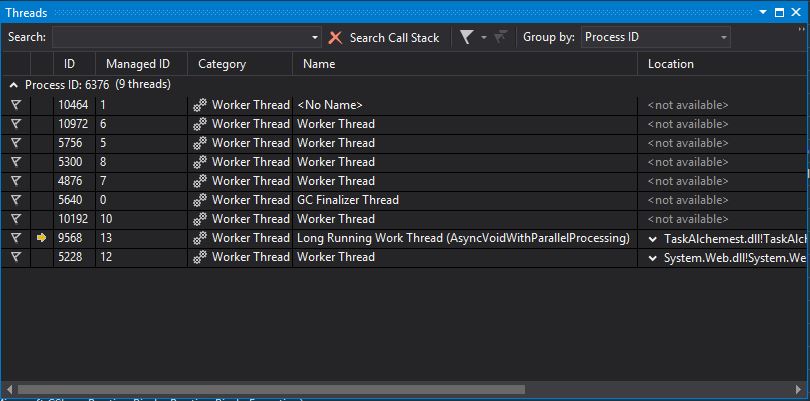 Threads
Search: Search Call Stack Group by: Process ID
ID Managed ID Category Name Location
Process ID: 6376 (9 threads)
10464 1 Worker Thread <No Name> <not available>
10972 6 Worker Thread Worker Thread <not available>
5756 5 Worker Thread Worker Thread <not available>
5300 8 Worker Thread Worker Thread <not available>
4876 7 Worker Thread Worker Thread <not available>
5640 0 Worker Thread GC Finalizer Thread <not available>
10192 10 Worker Thread Worker Thread <not available>
9568 13 Worker Thread Long Running Work Thread (AsyncVoidWithParallelProcessing) TaskAlchemest.dll!TaskAlch
5228 12 Worker Thread Worker Thread System.Web.dll!System.We